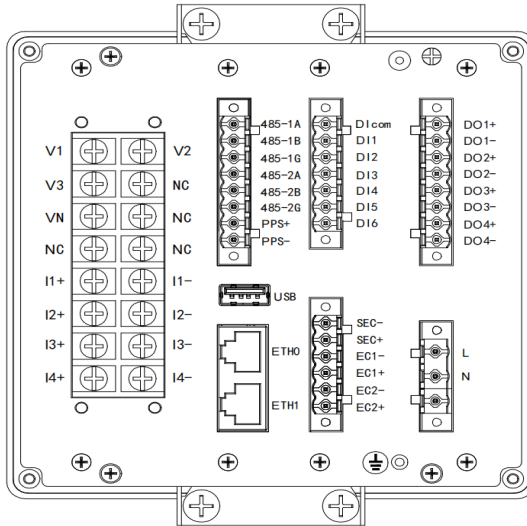 V1
V2
V3
NC
VN
NC
NC
NC
I1+
I1-
I2+
I2-
I3+
I3-
I4+
I4-
485-1A
485-1B
485-1G
485-2A
485-2B
485-2G
PPS+
PPS-
USB
ETH0
ETH1
DIcom
DI1
DI2
DI3
DI4
DI5
DI6
SEC-
SEC+
EC1-
EC1+
EC2-
EC2+
DO1+
DO1-
DO2+
DO2-
DO3+
DO3-
DO4+
DO4-
L
N